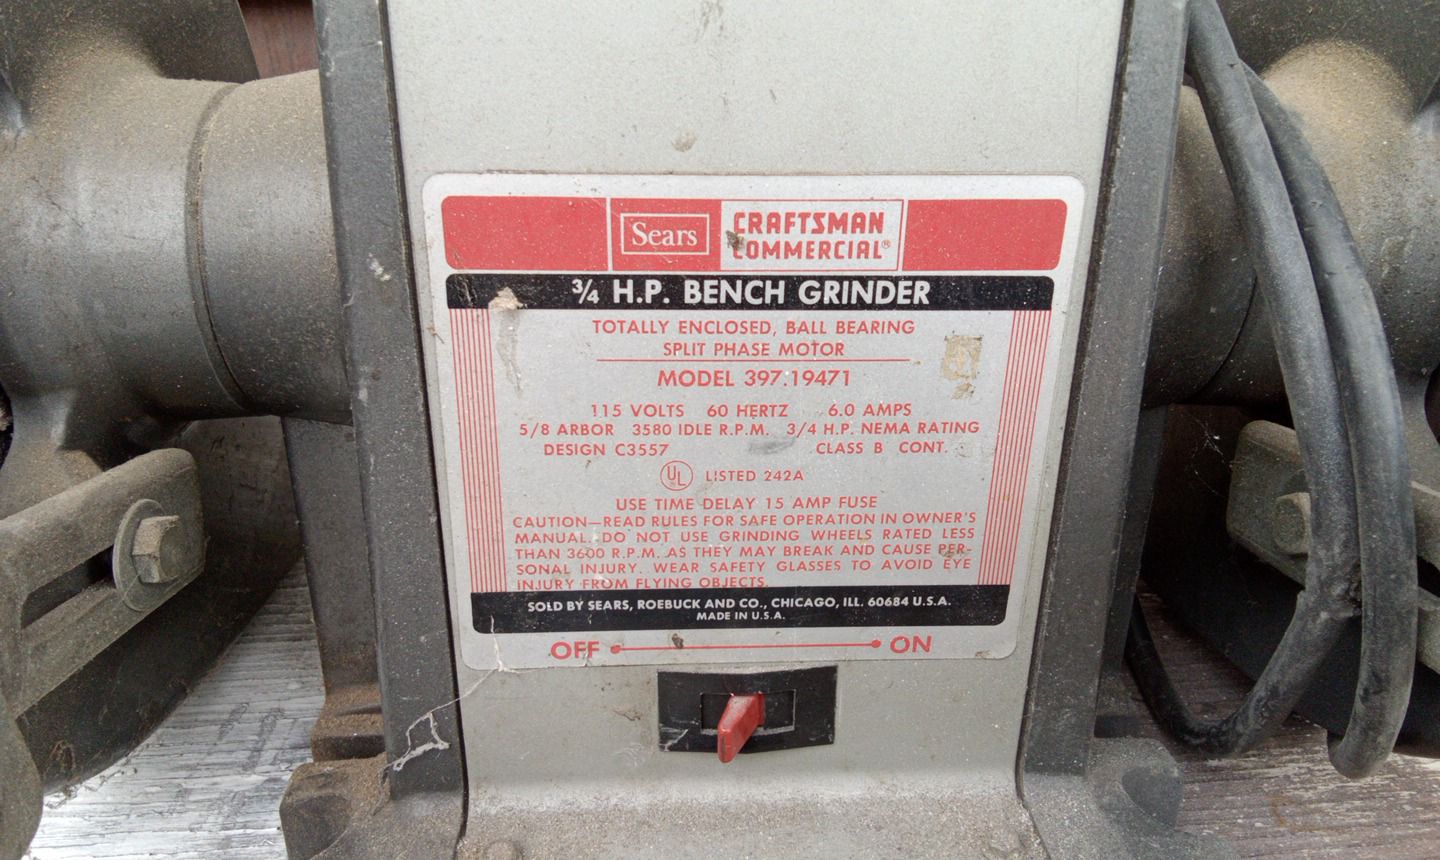 Sears
CRAFTSMAN
COMMERCIAL®
3/4 H.P. BENCH GRINDER
TOTALLY ENCLOSED, BALL BEARING
SPLIT PHASE MOTOR
MODEL 397.19471
115 VOLTS 60 HERTZ 6.0 AMPS
5/8 ARBOR 3580 IDLE R.P.M. 3/4 H.P. NEMA RATING
DESIGN C3557 CLASS B CONT.
UL LISTED 242A
USE TIME DELAY 15 AMP FUSE
CAUTION—READ RULES FOR SAFE OPERATION IN OWNER'S
MANUAL. DO NOT USE GRINDING WHEELS RATED LESS
THAN 3600 R.P.M. AS THEY MAY BREAK AND CAUSE PER-
SONAL INJURY. WEAR SAFETY GLASSES TO AVOID EYE
INJURY FROM FLYING OBJECTS.
SOLD BY SEARS, ROEBUCK AND CO., CHICAGO, ILL. 60684 U.S.A.
MADE IN U.S.A.
OFF ON